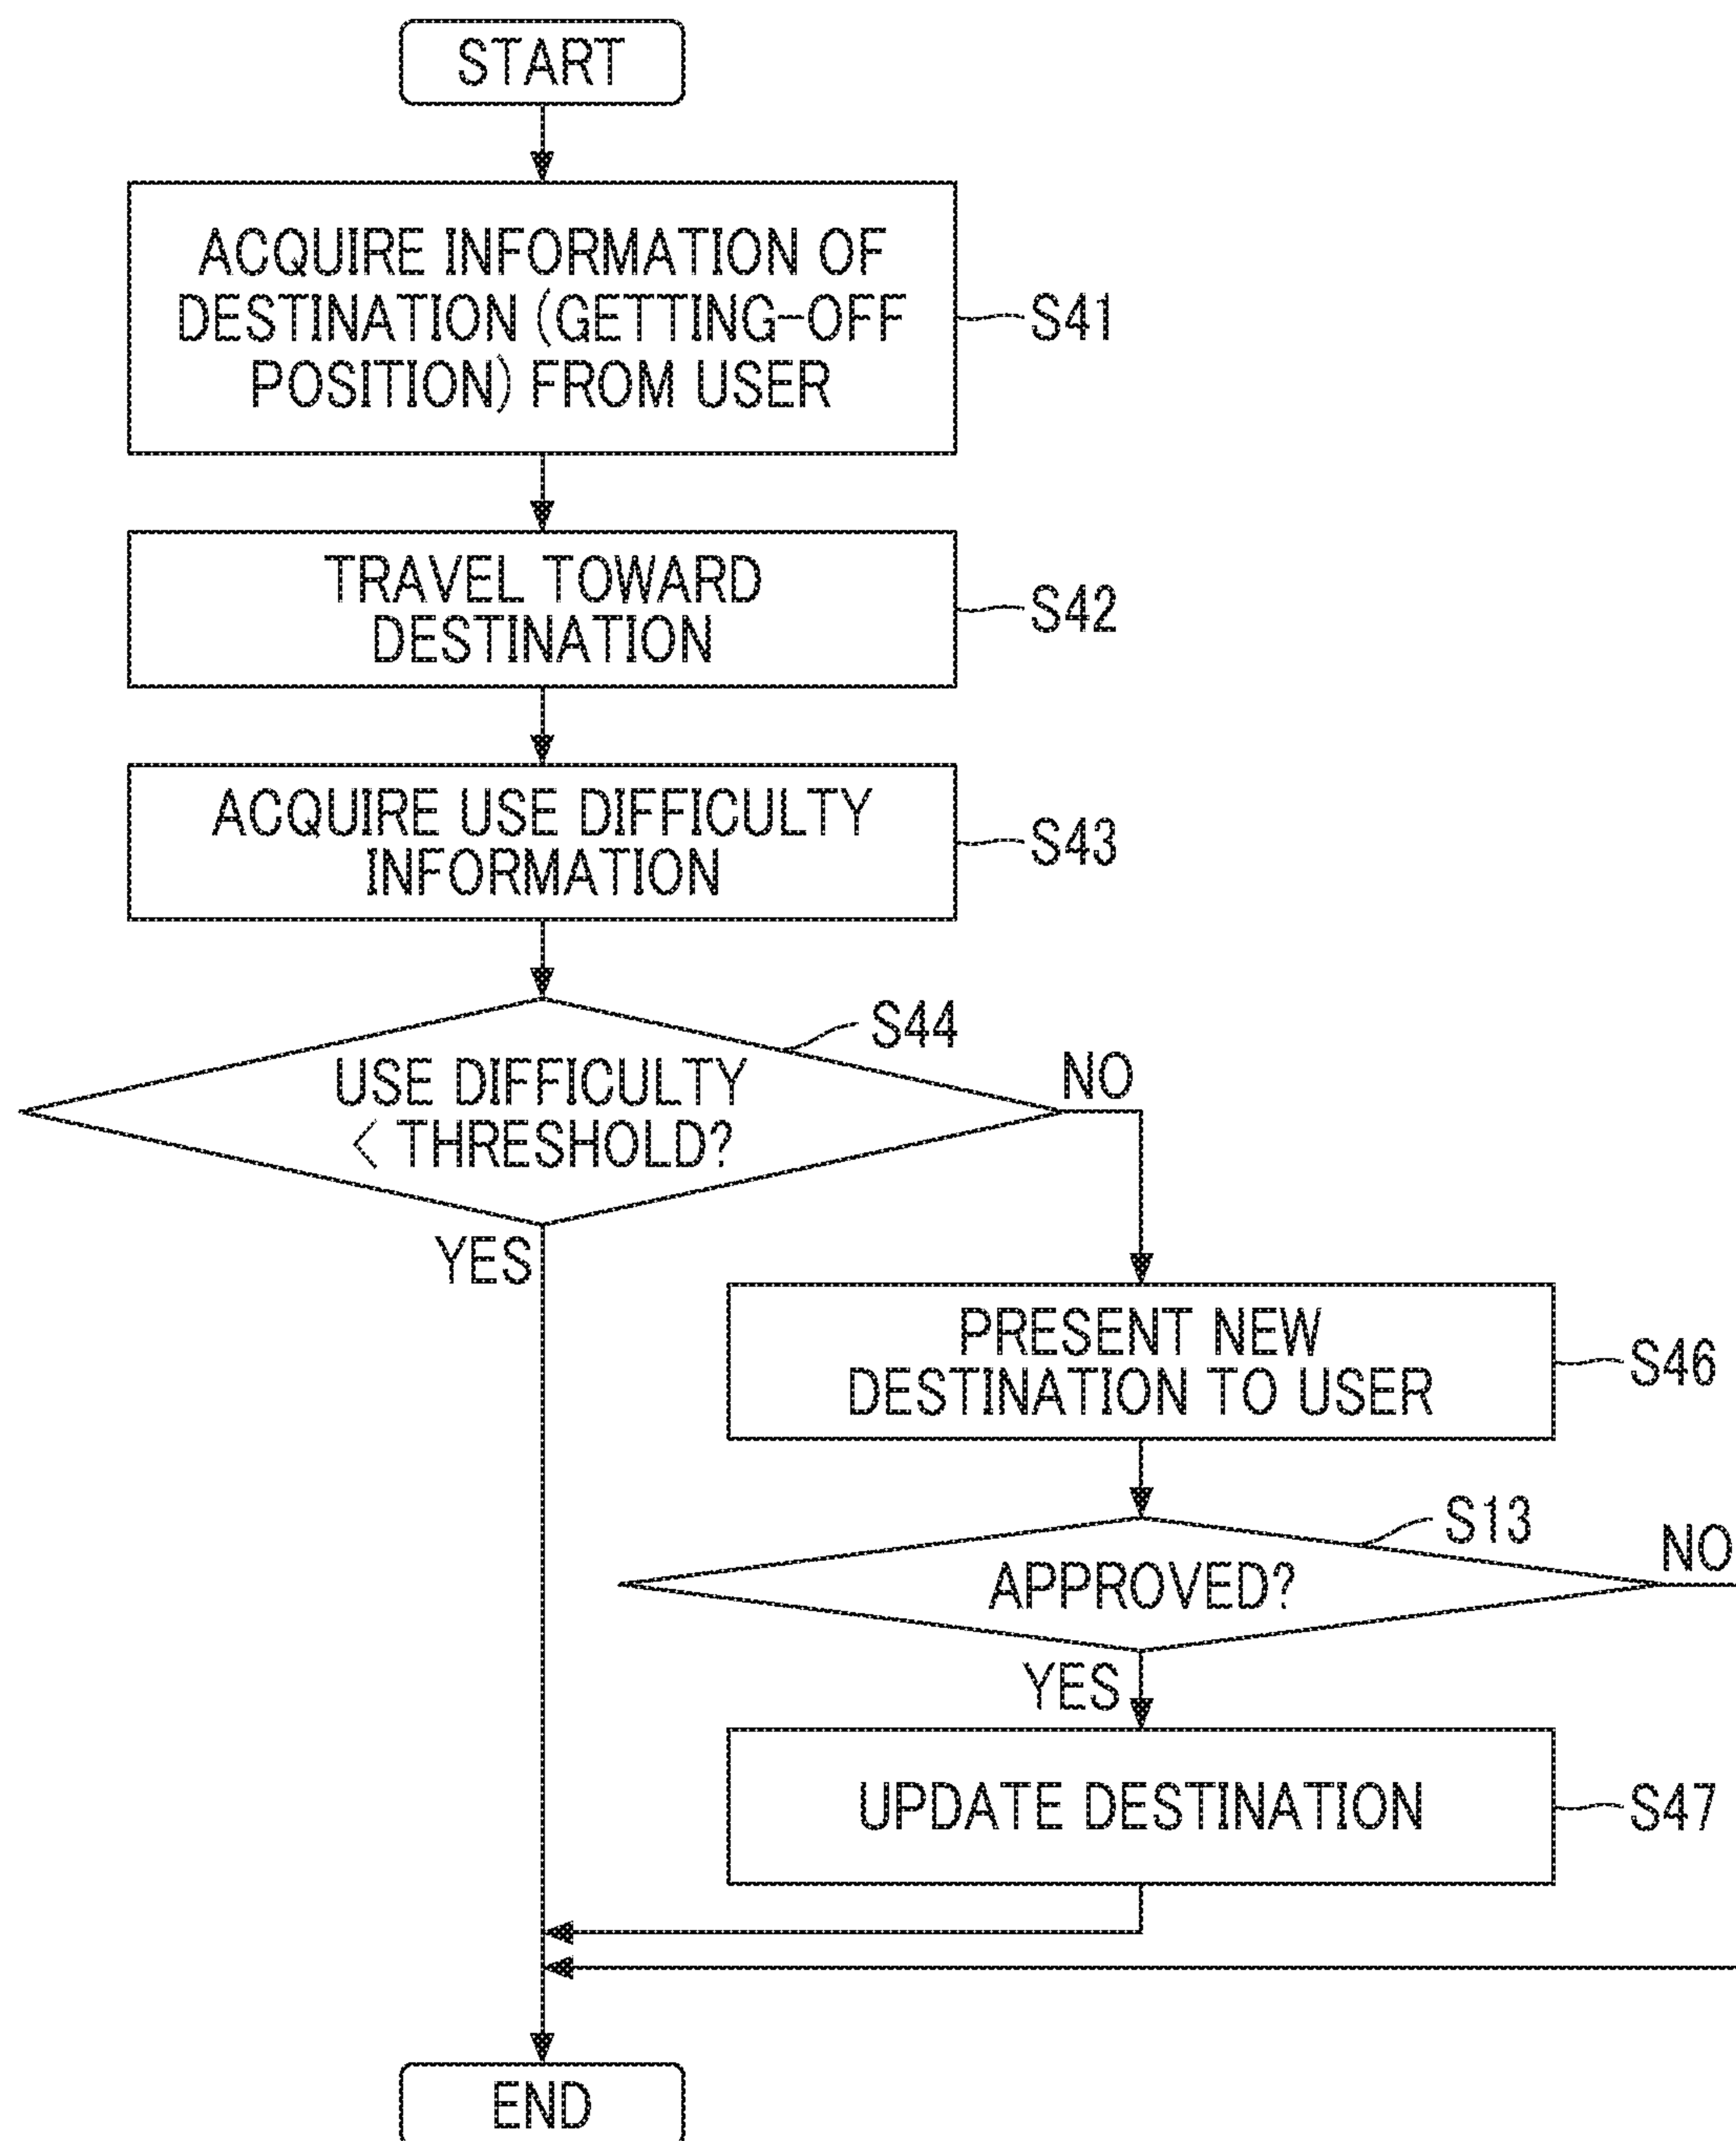 START
ACQUIRE INFORMATION OF
DESTINATION (GETTING-OFF
POSITION) FROM USER
S41
TRAVEL TOWARD
DESTINATION
S42
ACQUIRE USE DIFFICULTY
INFORMATION
S43
S44
USE DIFFICULTY
< THRESHOLD?
NO
YES
PRESENT NEW
DESTINATION TO USER
S46
S13
APPROVED?
NO
YES
UPDATE DESTINATION
S47
END